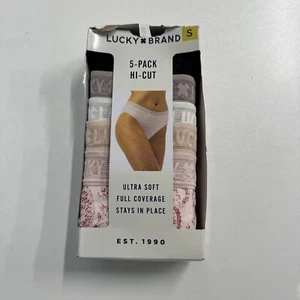 LUCKY BRAND
S
5-PACK
HI-CUT
ULTRA SOFT
FULL COVERAGE
STAYS IN PLACE
EST. 1990